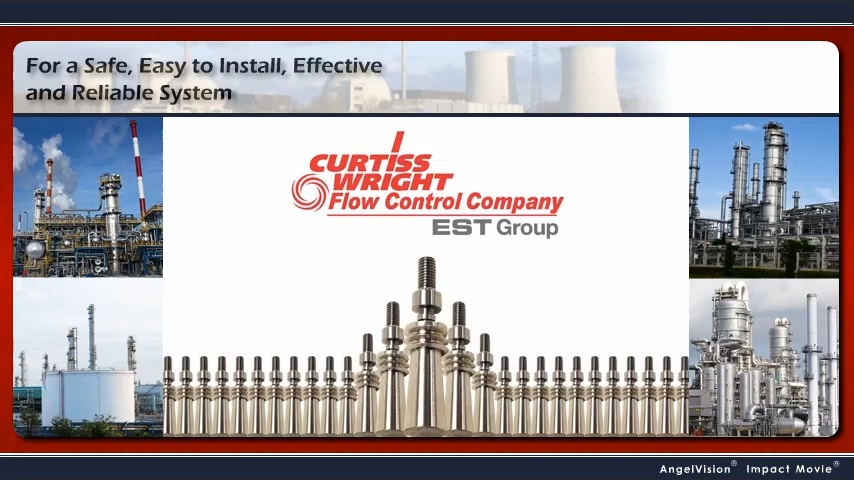 For a Safe, Easy to Install, Effective
and Reliable System
CURTISS
WRIGHT
Flow Control Company
EST Group
AngelVision® Impact Movie®